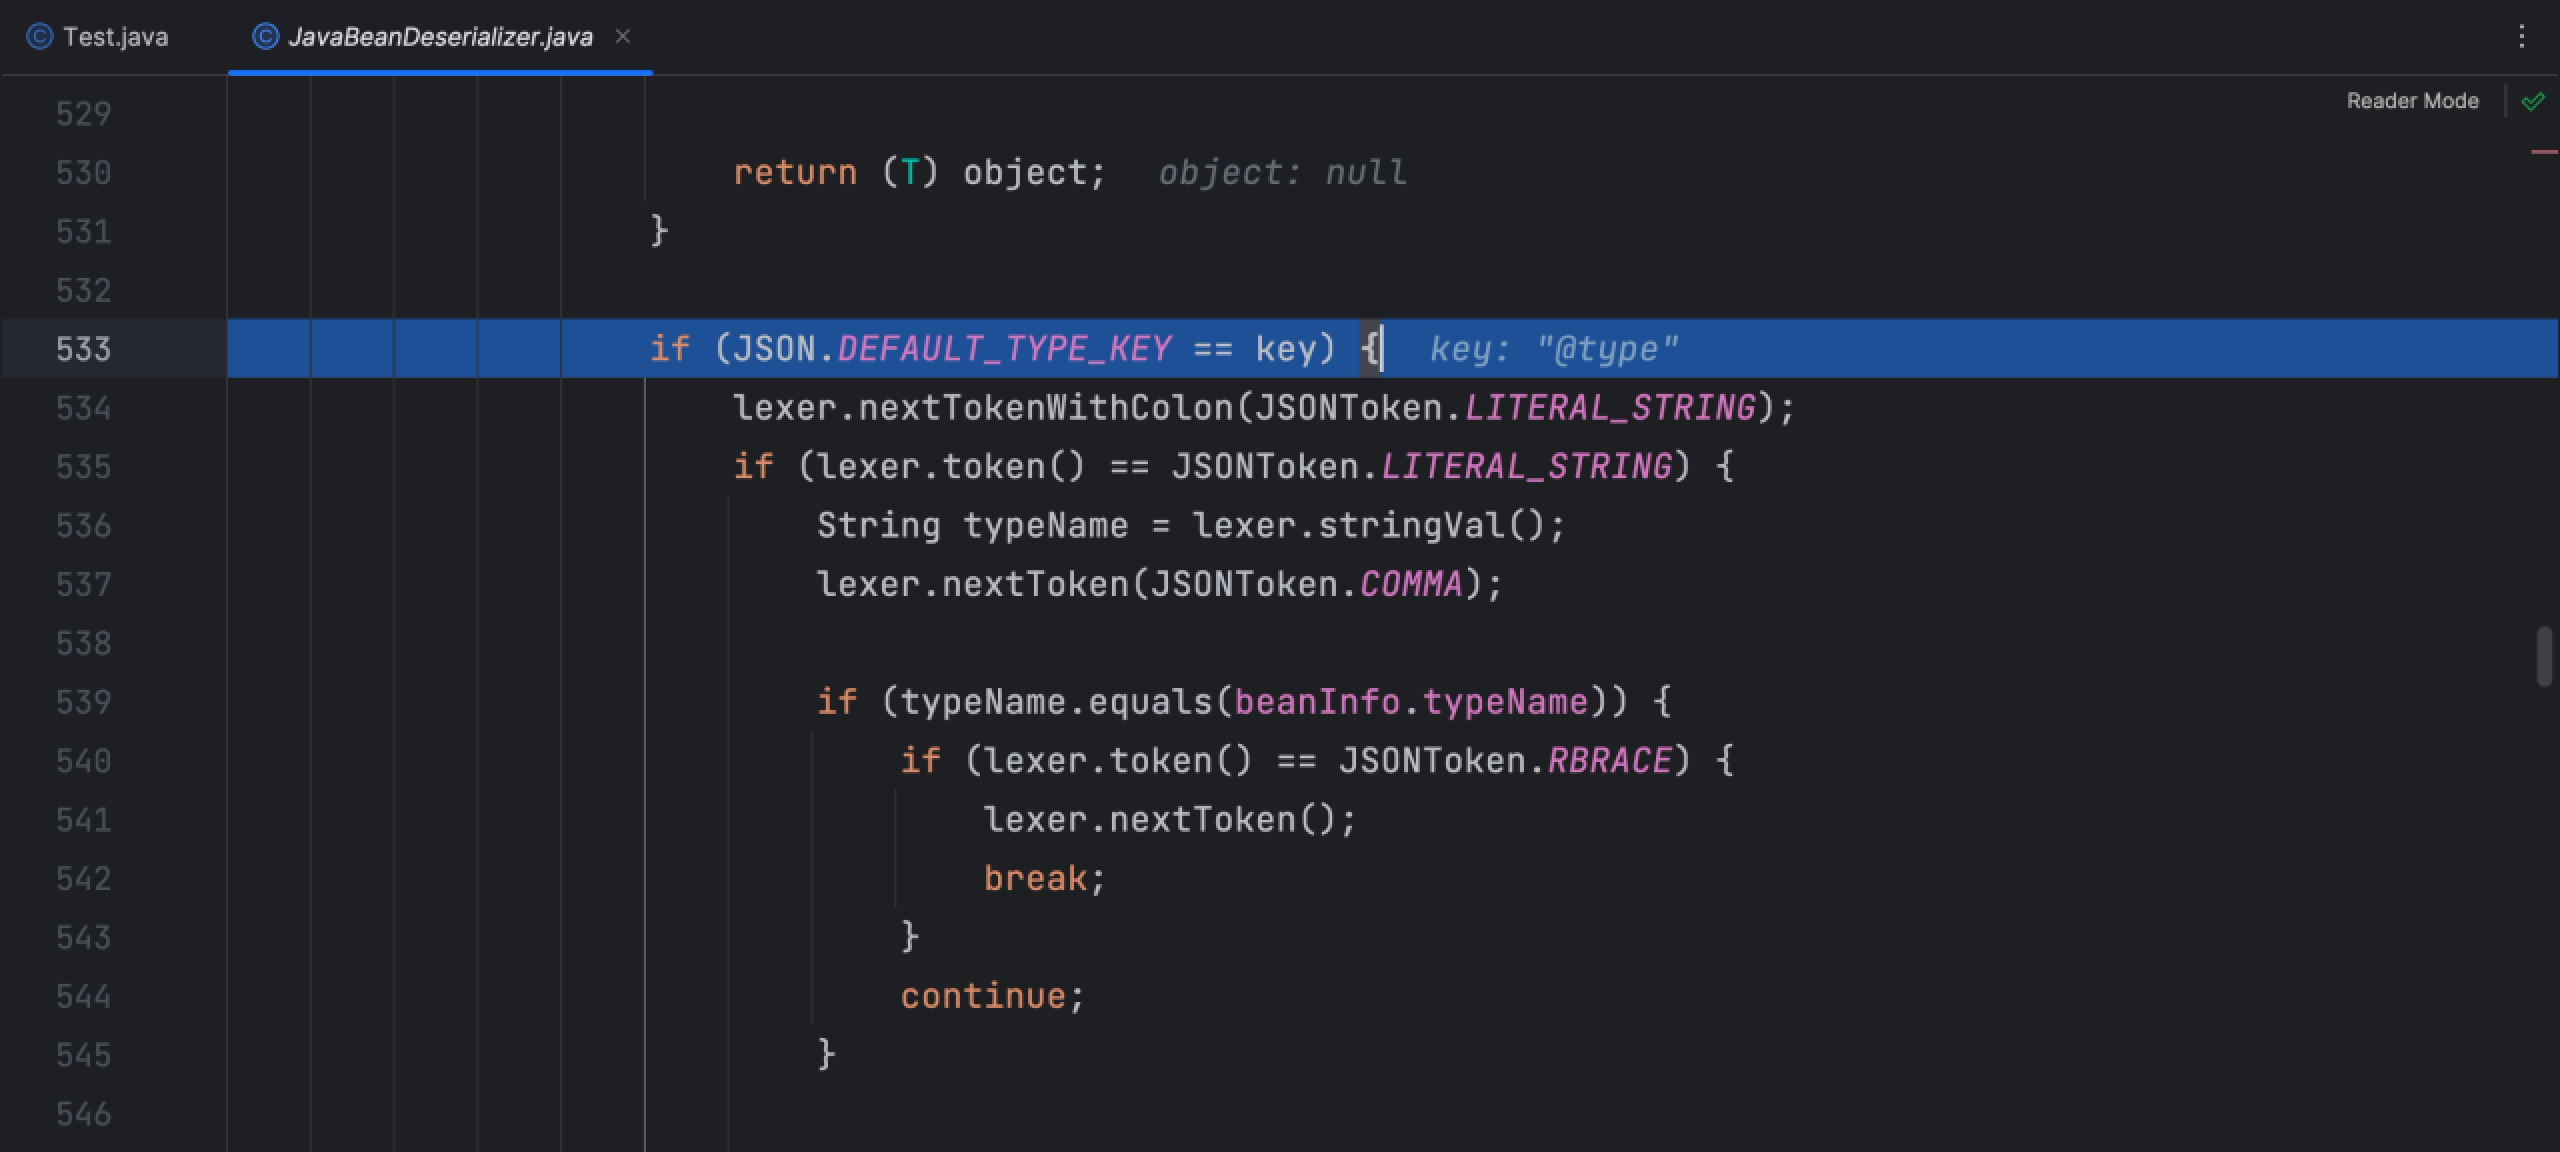 Test.java JavaBeanDeserializer.java
Reader Mode
529
530 return (T) object; object: null
531 }
532
533 if (JSON.DEFAULT_TYPE_KEY == key) { key: "@type"
534 lexer.nextTokenWithColon(JSONToken.LITERAL_STRING);
535 if (lexer.token() == JSONToken.LITERAL_STRING) {
536 String typeName = lexer.stringVal();
537 lexer.nextToken(JSONToken.COMMA);
538
539 if (typeName.equals(beanInfo.typeName)) {
540 if (lexer.token() == JSONToken.RBRACE) {
541 lexer.nextToken();
542 break;
543 }
544 continue;
545 }
546